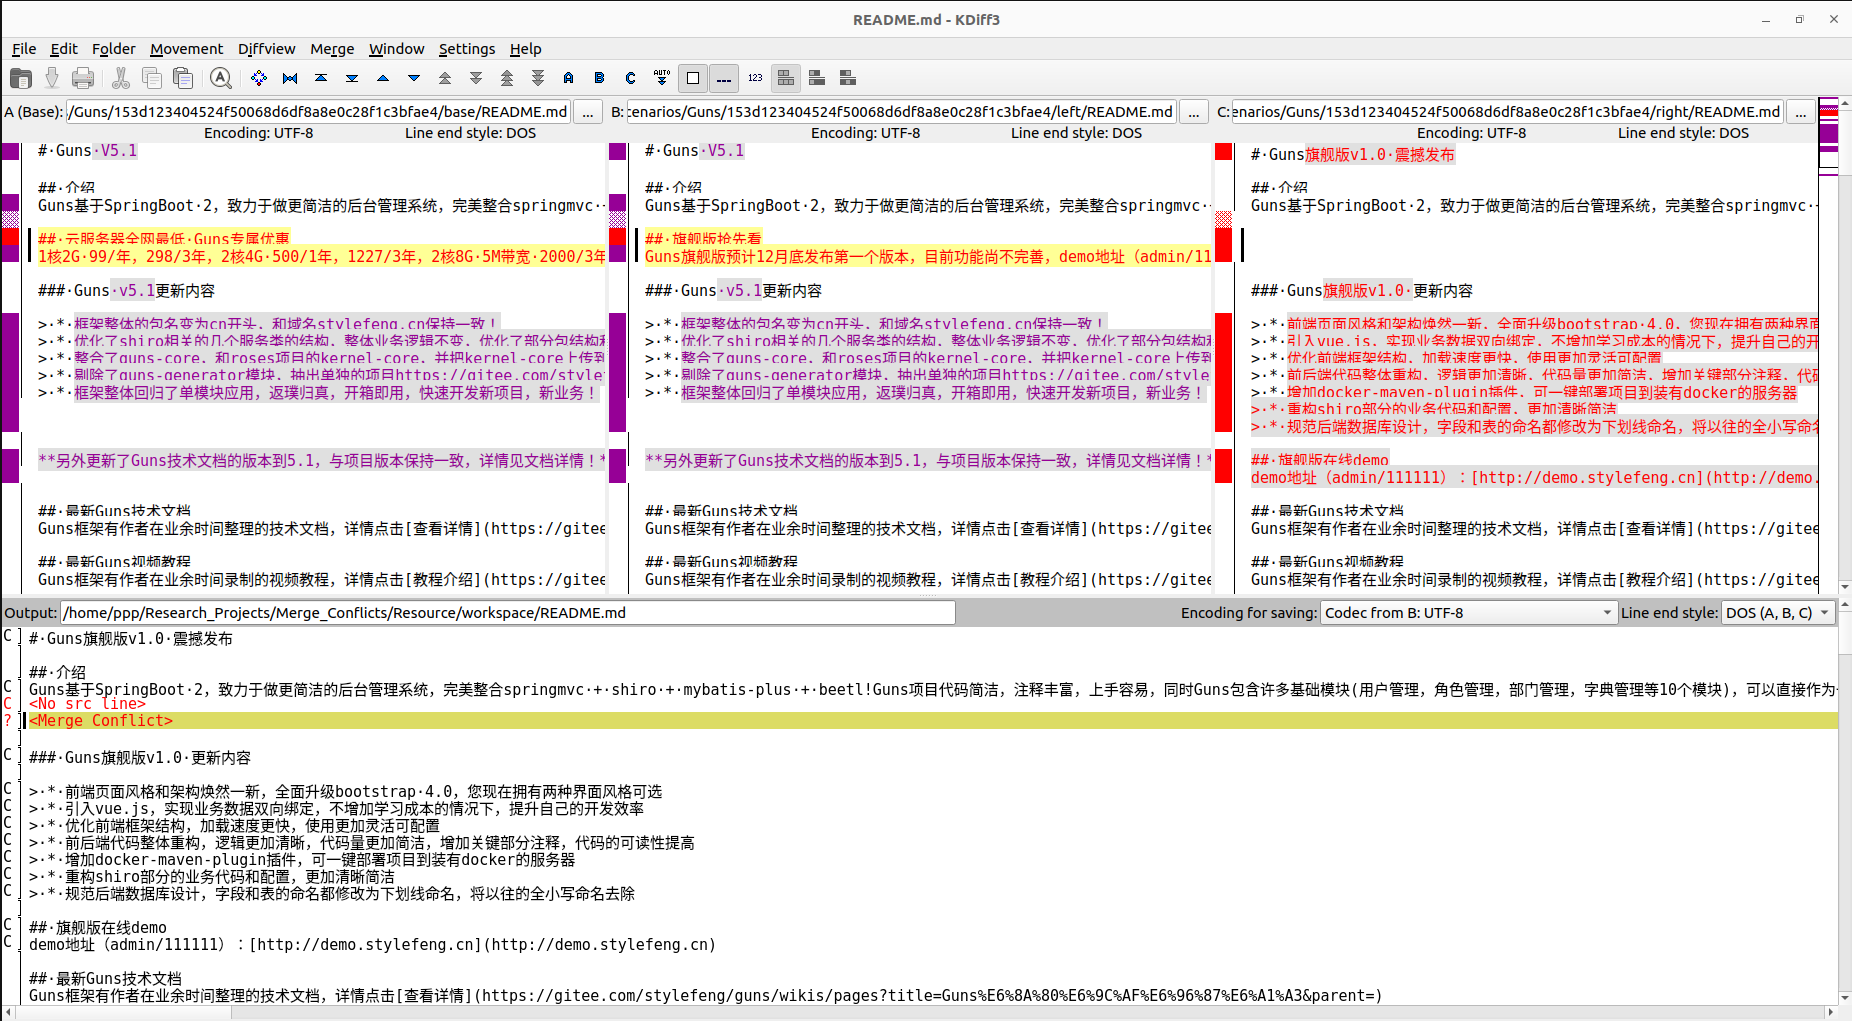 README.md - KDiff3
File Edit Folder Movement Diffview Merge Window Settings Help
A B C AUTO 123
A (Base): /Guns/153d123404524f50068d6df8a8e0c28f1c3bfae4/base/README.md ...
Encoding: UTF-8 Line end style: DOS
#·Guns·V5.1
##·介绍
Guns基于SpringBoot·2，致力于做更简洁的后台管理系统，完美整合springmvc·
##·云服务器全网最低·Guns专属优惠
1核2G·99/年，298/3年，2核4G·500/1年，1227/3年，2核8G·5M带宽·2000/3年
###·Guns·v5.1更新内容
>·*·框架整体的包名变为cn开头，和域名stylefeng.cn保持一致！
>·*·优化了shiro相关的几个服务类的结构，整体业务逻辑不变，优化了部分包结构
>·*·整合了guns-core，和roses项目的kernel-core，并把kernel-core上传到
>·*·剔除了guns-generator模块，抽出单独的项目https://gitee.com/style
>·*·框架整体回归了单模块应用，返璞归真，开箱即用，快速开发新项目，新业务！
**另外更新了Guns技术文档的版本到5.1，与项目版本保持一致，详情见文档详情！*
##·最新Guns技术文档
Guns框架有作者在业余时间整理的技术文档，详情点击[查看详情](https://gitee
##·最新Guns视频教程
Guns框架有作者在业余时间录制的视频教程，详情点击[教程介绍](https://gitee
B: enarios/Guns/153d123404524f50068d6df8a8e0c28f1c3bfae4/left/README.md ...
Encoding: UTF-8 Line end style: DOS
#·Guns·V5.1
##·介绍
Guns基于SpringBoot·2，致力于做更简洁的后台管理系统，完美整合springmvc·
##·旗舰版抢先看
Guns旗舰版预计12月底发布第一个版本，目前功能尚不完善，demo地址（admin/11
###·Guns·v5.1更新内容
>·*·框架整体的包名变为cn开头，和域名stylefeng.cn保持一致！
>·*·优化了shiro相关的几个服务类的结构，整体业务逻辑不变，优化了部分包结构
>·*·整合了guns-core，和roses项目的kernel-core，并把kernel-core上传到
>·*·剔除了guns-generator模块，抽出单独的项目https://gitee.com/style
>·*·框架整体回归了单模块应用，返璞归真，开箱即用，快速开发新项目，新业务！
**另外更新了Guns技术文档的版本到5.1，与项目版本保持一致，详情见文档详情！*
##·最新Guns技术文档
Guns框架有作者在业余时间整理的技术文档，详情点击[查看详情](https://gitee
##·最新Guns视频教程
Guns框架有作者在业余时间录制的视频教程，详情点击[教程介绍](https://gitee
C: enarios/Guns/153d123404524f50068d6df8a8e0c28f1c3bfae4/right/README.md ...
Encoding: UTF-8 Line end style: DOS
#·Guns旗舰版v1.0·震撼发布
##·介绍
Guns基于SpringBoot·2，致力于做更简洁的后台管理系统，完美整合springmvc·
###·Guns旗舰版v1.0·更新内容
>·*·前端页面风格和架构焕然一新，全面升级bootstrap·4.0，您现在拥有两种界面
>·*·引入vue.js，实现业务数据双向绑定，不增加学习成本的情况下，提升自己的开
>·*·优化前端框架结构，加载速度更快，使用更加灵活可配置
>·*·前后端代码整体重构，逻辑更加清晰，代码量更加简洁，增加关键部分注释，代码
>·*·增加docker-maven-plugin插件，可一键部署项目到装有docker的服务器
>·*·重构shiro部分的业务代码和配置，更加清晰简洁
>·*·规范后端数据库设计，字段和表的命名都修改为下划线命名，将以往的全小写命名
##·旗舰版在线demo
demo地址（admin/111111）：[http://demo.stylefeng.cn](http://demo.
##·最新Guns技术文档
Guns框架有作者在业余时间整理的技术文档，详情点击[查看详情](https://gitee
##·最新Guns视频教程
Guns框架有作者在业余时间录制的视频教程，详情点击[教程介绍](https://gitee
Output: /home/ppp/Research_Projects/Merge_Conflicts/Resource/workspace/README.md Encoding for saving: Codec from B: UTF-8 Line end style: DOS (A, B, C)
C #·Guns旗舰版v1.0·震撼发布
##·介绍
C Guns基于SpringBoot·2，致力于做更简洁的后台管理系统，完美整合springmvc·+·shiro·+·mybatis-plus·+·beetl!Guns项目代码简洁，注释丰富，上手容易，同时Guns包含许多基础模块(用户管理，角色管理，部门管理，字典管理等10个模块)，可以直接作为
C <No src line>
? <Merge Conflict>
C ###·Guns旗舰版v1.0·更新内容
C >·*·前端页面风格和架构焕然一新，全面升级bootstrap·4.0，您现在拥有两种界面风格可选
C >·*·引入vue.js，实现业务数据双向绑定，不增加学习成本的情况下，提升自己的开发效率
C >·*·优化前端框架结构，加载速度更快，使用更加灵活可配置
C >·*·前后端代码整体重构，逻辑更加清晰，代码量更加简洁，增加关键部分注释，代码的可读性提高
C >·*·增加docker-maven-plugin插件，可一键部署项目到装有docker的服务器
C >·*·重构shiro部分的业务代码和配置，更加清晰简洁
C >·*·规范后端数据库设计，字段和表的命名都修改为下划线命名，将以往的全小写命名去除
C ##·旗舰版在线demo
C demo地址（admin/111111）：[http://demo.stylefeng.cn](http://demo.stylefeng.cn)
##·最新Guns技术文档
Guns框架有作者在业余时间整理的技术文档，详情点击[查看详情](https://gitee.com/stylefeng/guns/wikis/pages?title=Guns%E6%8A%80%E6%9C%AF%E6%96%87%E6%A1%A3&parent=)